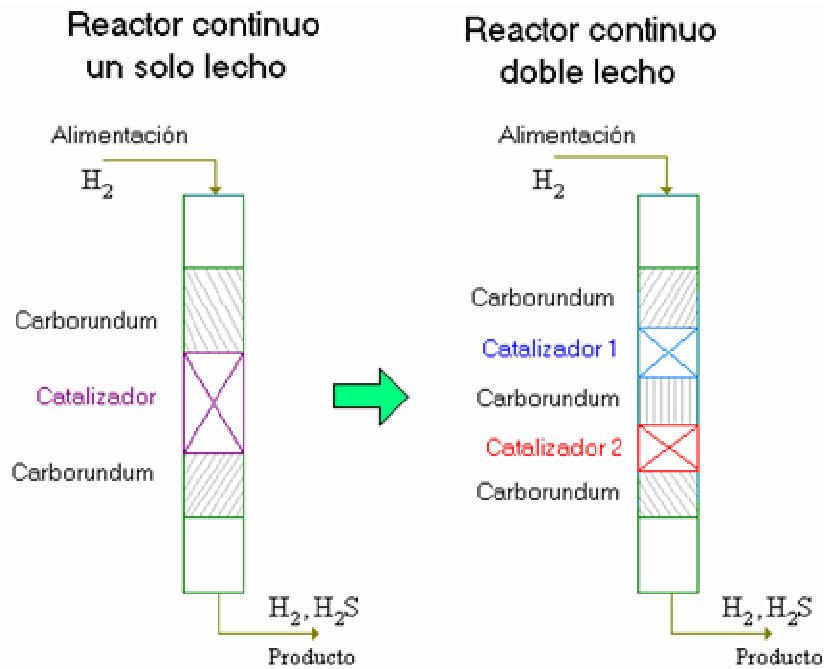 Reactor continuo
un solo lecho
Alimentación
H₂
Carborundum
Catalizador
Carborundum
H₂, H₂S
Producto
Reactor continuo
doble lecho
Alimentación
H₂
Carborundum
Catalizador 1
Carborundum
Catalizador 2
Carborundum
H₂, H₂S
Producto